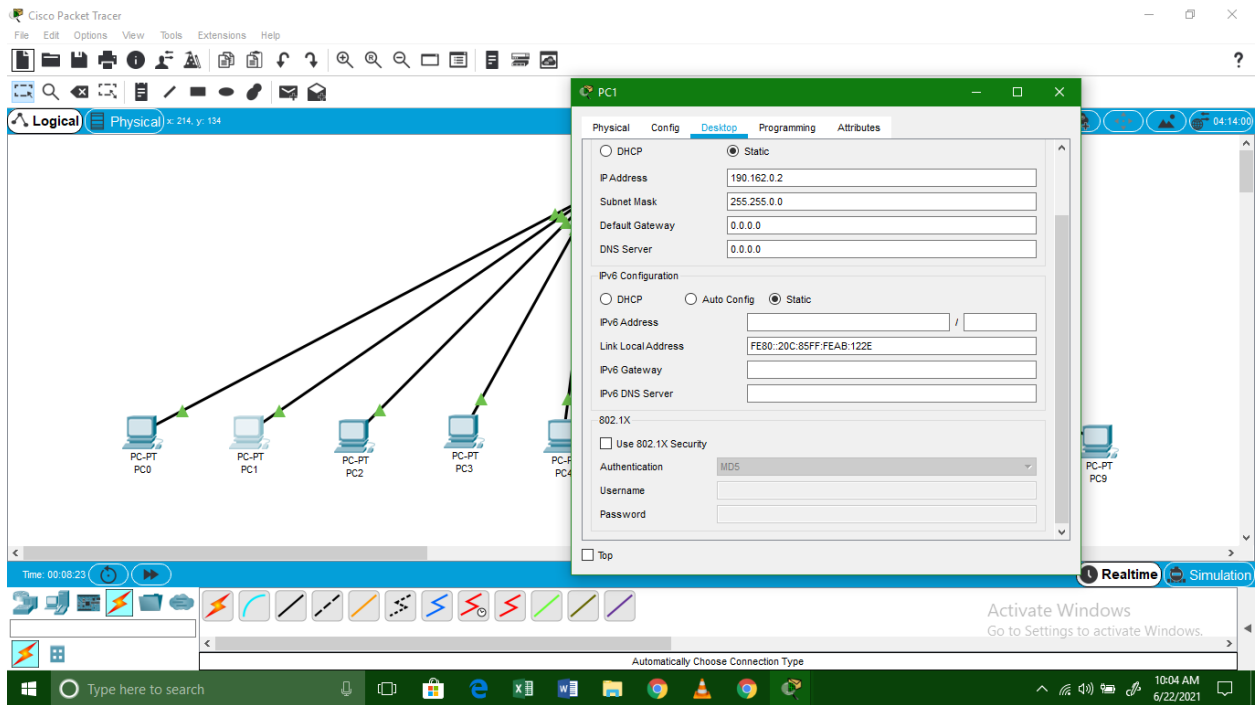 Cisco Packet Tracer
File Edit Options View Tools Extensions Help
?
Logical Physical x: 214, y: 134
04:14:00
PC1
Physical Config Desktop Programming Attributes
DHCP Static
IP Address 190.162.0.2
Subnet Mask 255.255.0.0
Default Gateway 0.0.0.0
DNS Server 0.0.0.0
IPv6 Configuration
DHCP Auto Config Static
IPv6 Address /
Link Local Address FE80::20C:85FF:FEAB:122E
IPv6 Gateway
IPv6 DNS Server
802.1X
Use 802.1X Security
Authentication MD5
Username
Password
Top
PC-PT
PC0
PC-PT
PC1
PC-PT
PC2
PC-PT
PC3
PC-P
PC4
PC-PT
PC9
Time: 00:08:23
Realtime Simulation
Activate Windows
Go to Settings to activate Windows.
Automatically Choose Connection Type
Type here to search
10:04 AM
6/22/2021